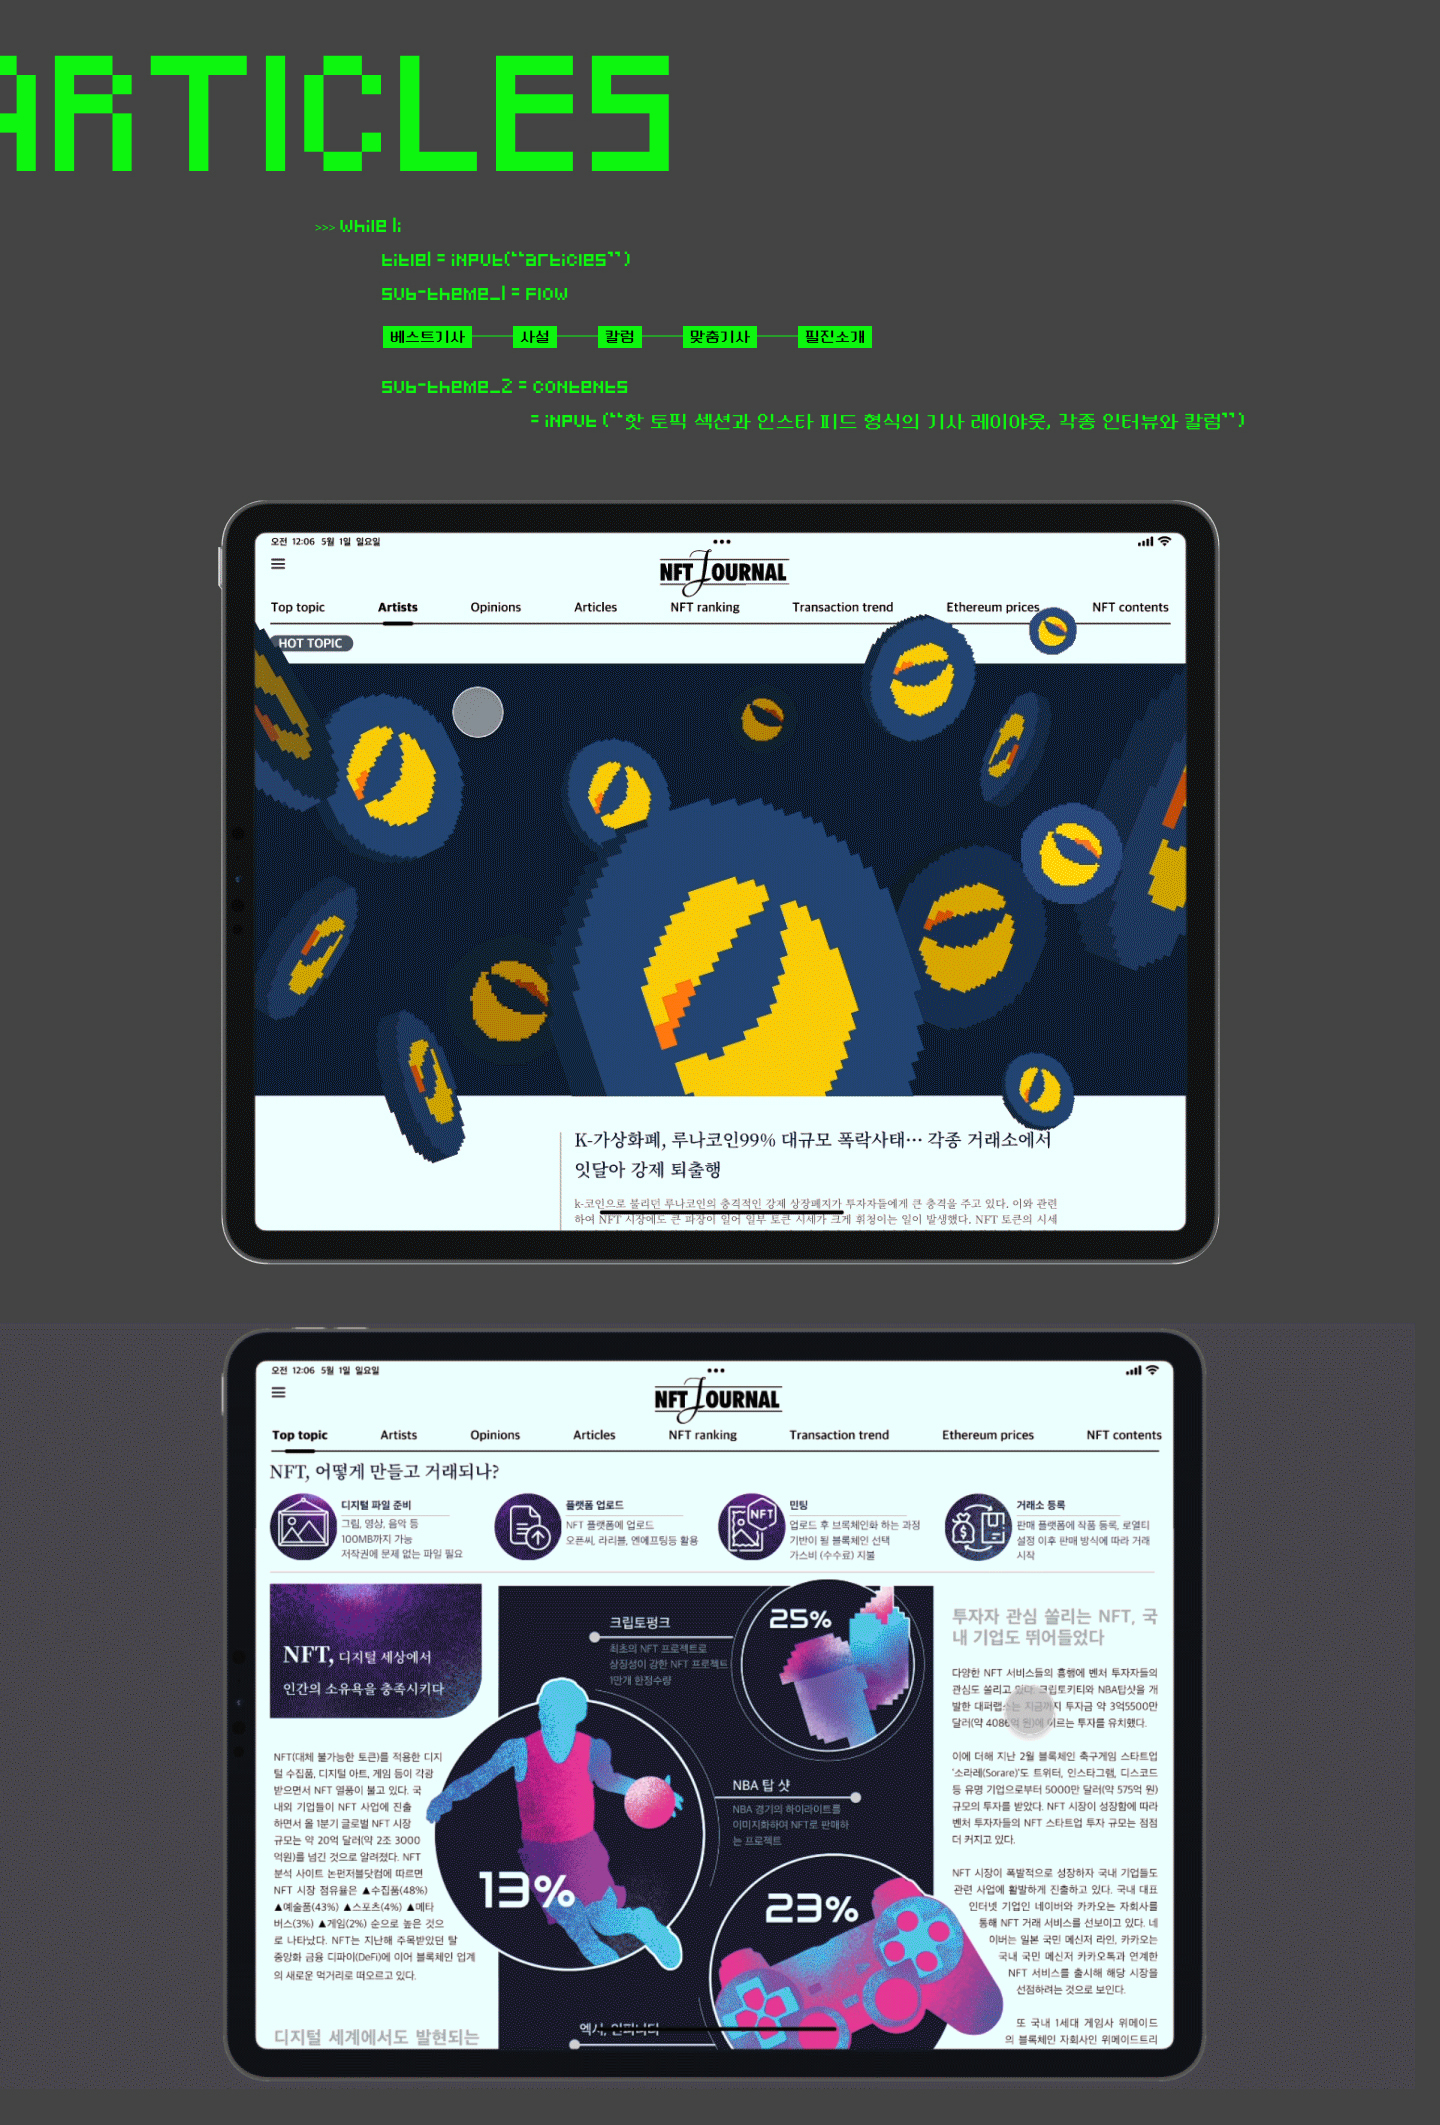 ARTICLES
>>> while 1:
title1 = input(“articles”)
sub-theme_1 = Flow
베스트기사 사설 칼럼 맞춤기사 필진소개
sub-theme_2 = contents
= input (“핫 토픽 섹션과 인스타 피드 형식의 기사 레이아웃, 각종 인터뷰와 칼럼”)
오전 12:06 5월 1일 일요일
NFT JOURNAL
Top topic Artists Opinions Articles NFT ranking Transaction trend Ethereum prices NFT contents
HOT TOPIC
K-가상화폐, 루나코인99% 대규모 폭락사태··· 각종 거래소에서
잇달아 강제 퇴출행
k-코인으로 불리던 루나코인의 충격적인 강제 상장폐지가 투자자들에게 큰 충격을 주고 있다. 이와 관련
하여 NFT 시장에도 큰 파장이 일어 일부 토큰 시세가 크게 휘청이는 일이 발생했다. NFT 토큰의 시세
오전 12:06 5월 1일 일요일
NFT JOURNAL
Top topic Artists Opinions Articles NFT ranking Transaction trend Ethereum prices NFT contents
NFT, 어떻게 만들고 거래되나?
디지털 파일 준비
그림, 영상, 음악 등
100MB까지 가능
저작권에 문제 없는 파일 필요
플랫폼 업로드
NFT 플랫폼에 업로드
오픈씨, 라리블, 엔에프팅등 활용
NFT
민팅
업로드 후 브록체인화 하는 과정
기반이 될 블록체인 선택
가스비 (수수료) 지불
거래소 등록
판매 플랫폼에 작품 등록, 로열티
설정 이후 판매 방식에 따라 거래
시작
NFT, 디지털 세상에서
인간의 소유욕을 충족시키다
NFT(대체 불가능한 토큰)를 적용한 디지
털 수집품, 디지털 아트, 게임 등이 각광
받으면서 NFT 열풍이 불고 있다. 국
내외 기업들이 NFT 사업에 진출
하면서 올 1분기 글로벌 NFT 시장
규모는 약 20억 달러(약 2조 3000
억원)를 넘긴 것으로 알려졌다. NFT
분석 사이트 논펀저블닷컴에 따르면
NFT 시장 점유율은 ▲수집품(48%)
▲예술품(43%) ▲스포츠(4%) ▲메타
버스(3%) ▲게임(2%) 순으로 높은 것으
로 나타났다. NFT는 지난해 주목받았던 탈
중앙화 금융 디파이(DeFi)에 이어 블록체인 업계
의 새로운 먹거리로 떠오르고 있다.
디지털 세계에서도 발현되는
크립토펑크
최초의 NFT 프로젝트로
상징성이 강한 NFT 프로젝트
1만개 한정수량
25%
NBA 탑 샷
NBA 경기의 하이라이트를
이미지화하여 NFT로 판매하
는 프로젝트
13%
23%
엑시, 인피니티
투자자 관심 쏠리는 NFT, 국
내 기업도 뛰어들었다
다양한 NFT 서비스들의 흥행에 벤처 투자자들의
관심도 쏠리고 있다. 크립토키티와 NBA탑샷을 개
발한 대퍼랩스는 지금까지 투자금 약 3억5500만
달러(약 4086억 원)에 이르는 투자를 유치했다.
이에 더해 지난 2월 블록체인 축구게임 스타트업
'소라레(Sorare)'도 트위터, 인스타그램, 디스코드
등 유명 기업으로부터 5000만 달러(약 575억 원)
규모의 투자를 받았다. NFT 시장이 성장함에 따라
벤처 투자자들의 NFT 스타트업 투자 규모는 점점
더 커지고 있다.
NFT 시장이 폭발적으로 성장하자 국내 기업들도
관련 사업에 활발하게 진출하고 있다. 국내 대표
인터넷 기업인 네이버와 카카오는 자회사를
통해 NFT 거래 서비스를 선보이고 있다. 네
이버는 일본 국민 메신저 라인, 카카오는
국내 국민 메신저 카카오톡과 연계한
NFT 서비스를 출시해 해당 시장을
선점하려는 것으로 보인다.
또 국내 1세대 게임사 위메이드
의 블록체인 자회사인 위메이드트리